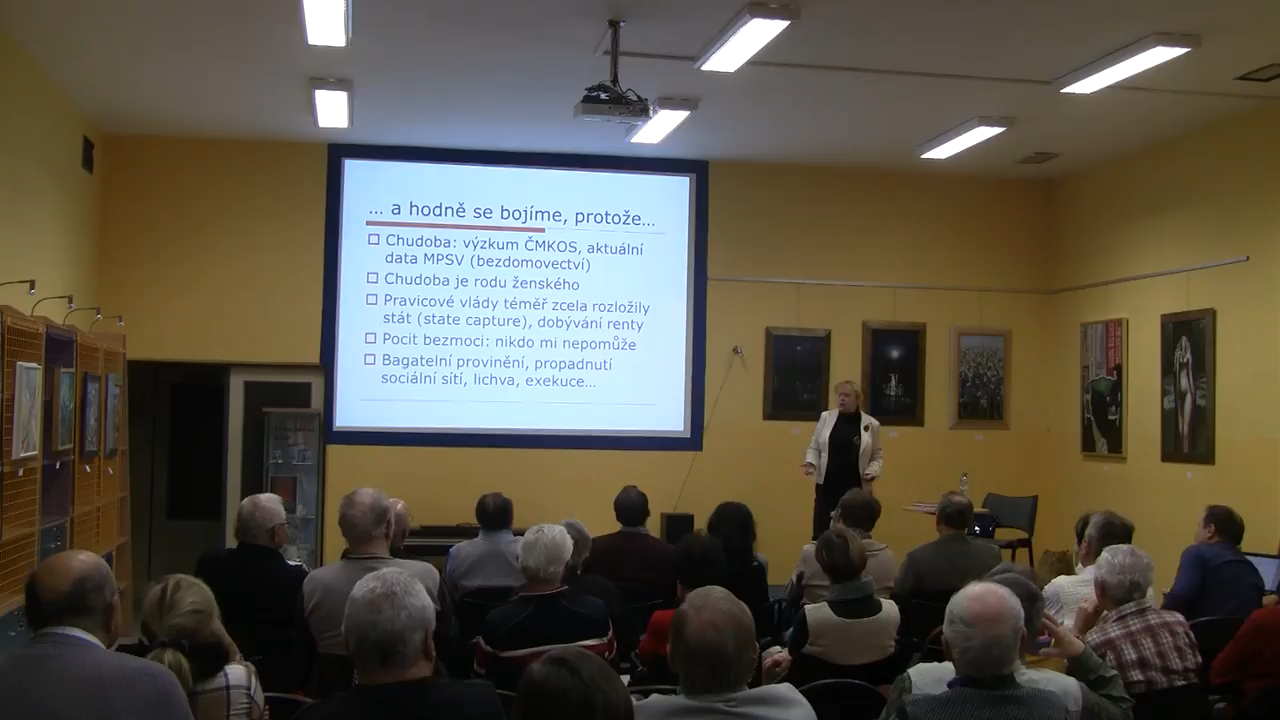 ... a hodně se bojíme, protože...
Chudoba: výzkum ČMKOS, aktuální
data MPSV (bezdomovectví)
Chudoba je rodu ženského
Pravicové vlády téměř zcela rozložily
stát (state capture), dobývání renty
Pocit bezmoci: nikdo mi nepomůže
Bagatelní provinění, propadnutí
sociální sítí, lichva, exekuce...